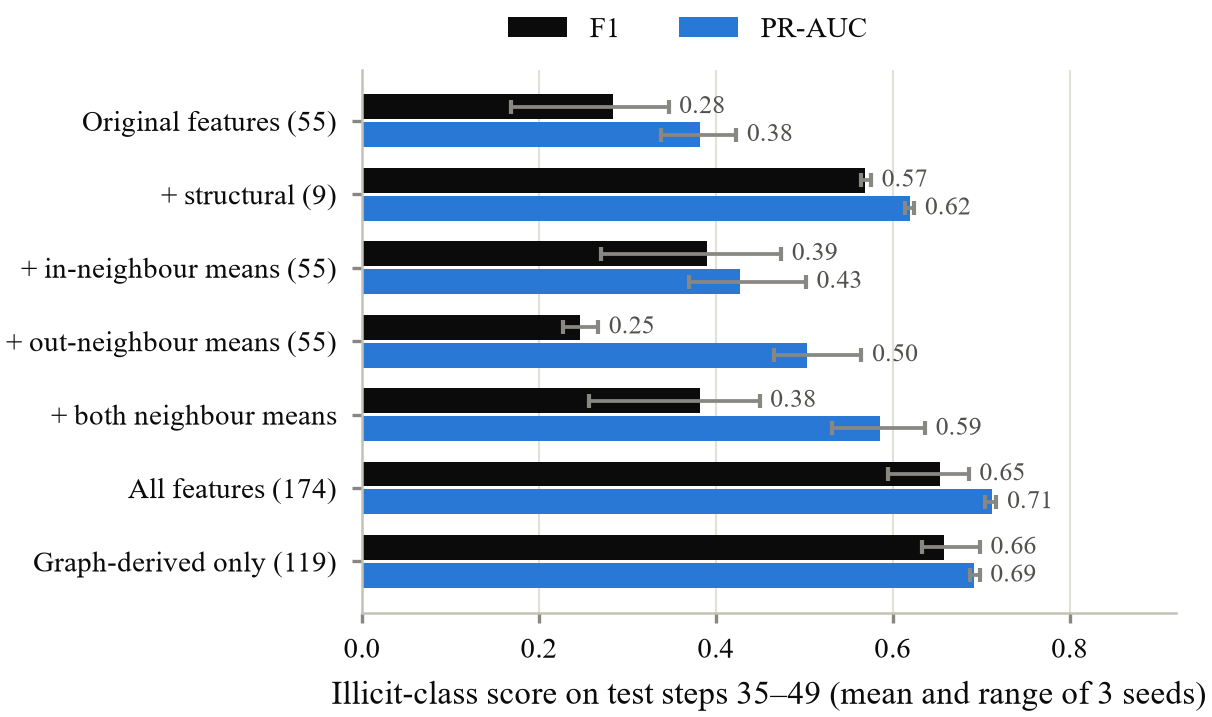 F1 PR-AUC
Original features (55) 0.28
0.38
+ structural (9) 0.57
0.62
+ in-neighbour means (55) 0.39
0.43
+ out-neighbour means (55) 0.25
0.50
+ both neighbour means 0.38
0.59
All features (174) 0.65
0.71
Graph-derived only (119) 0.66
0.69
0.0 0.2 0.4 0.6 0.8
Illicit-class score on test steps 35–49 (mean and range of 3 seeds)